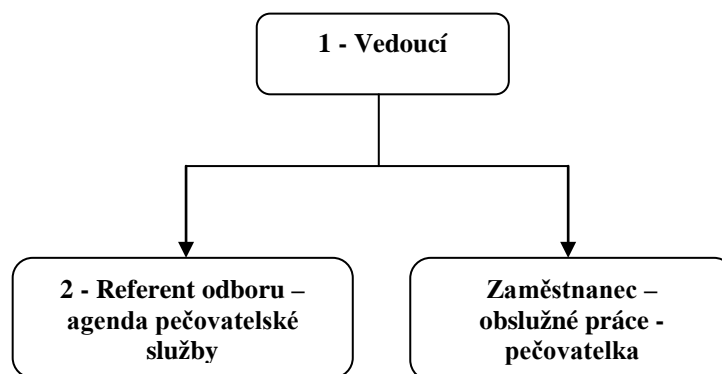 1 - Vedoucí
2 - Referent odboru –
agenda pečovatelské
služby
Zaměstnanec –
obslužné práce -
pečovatelka